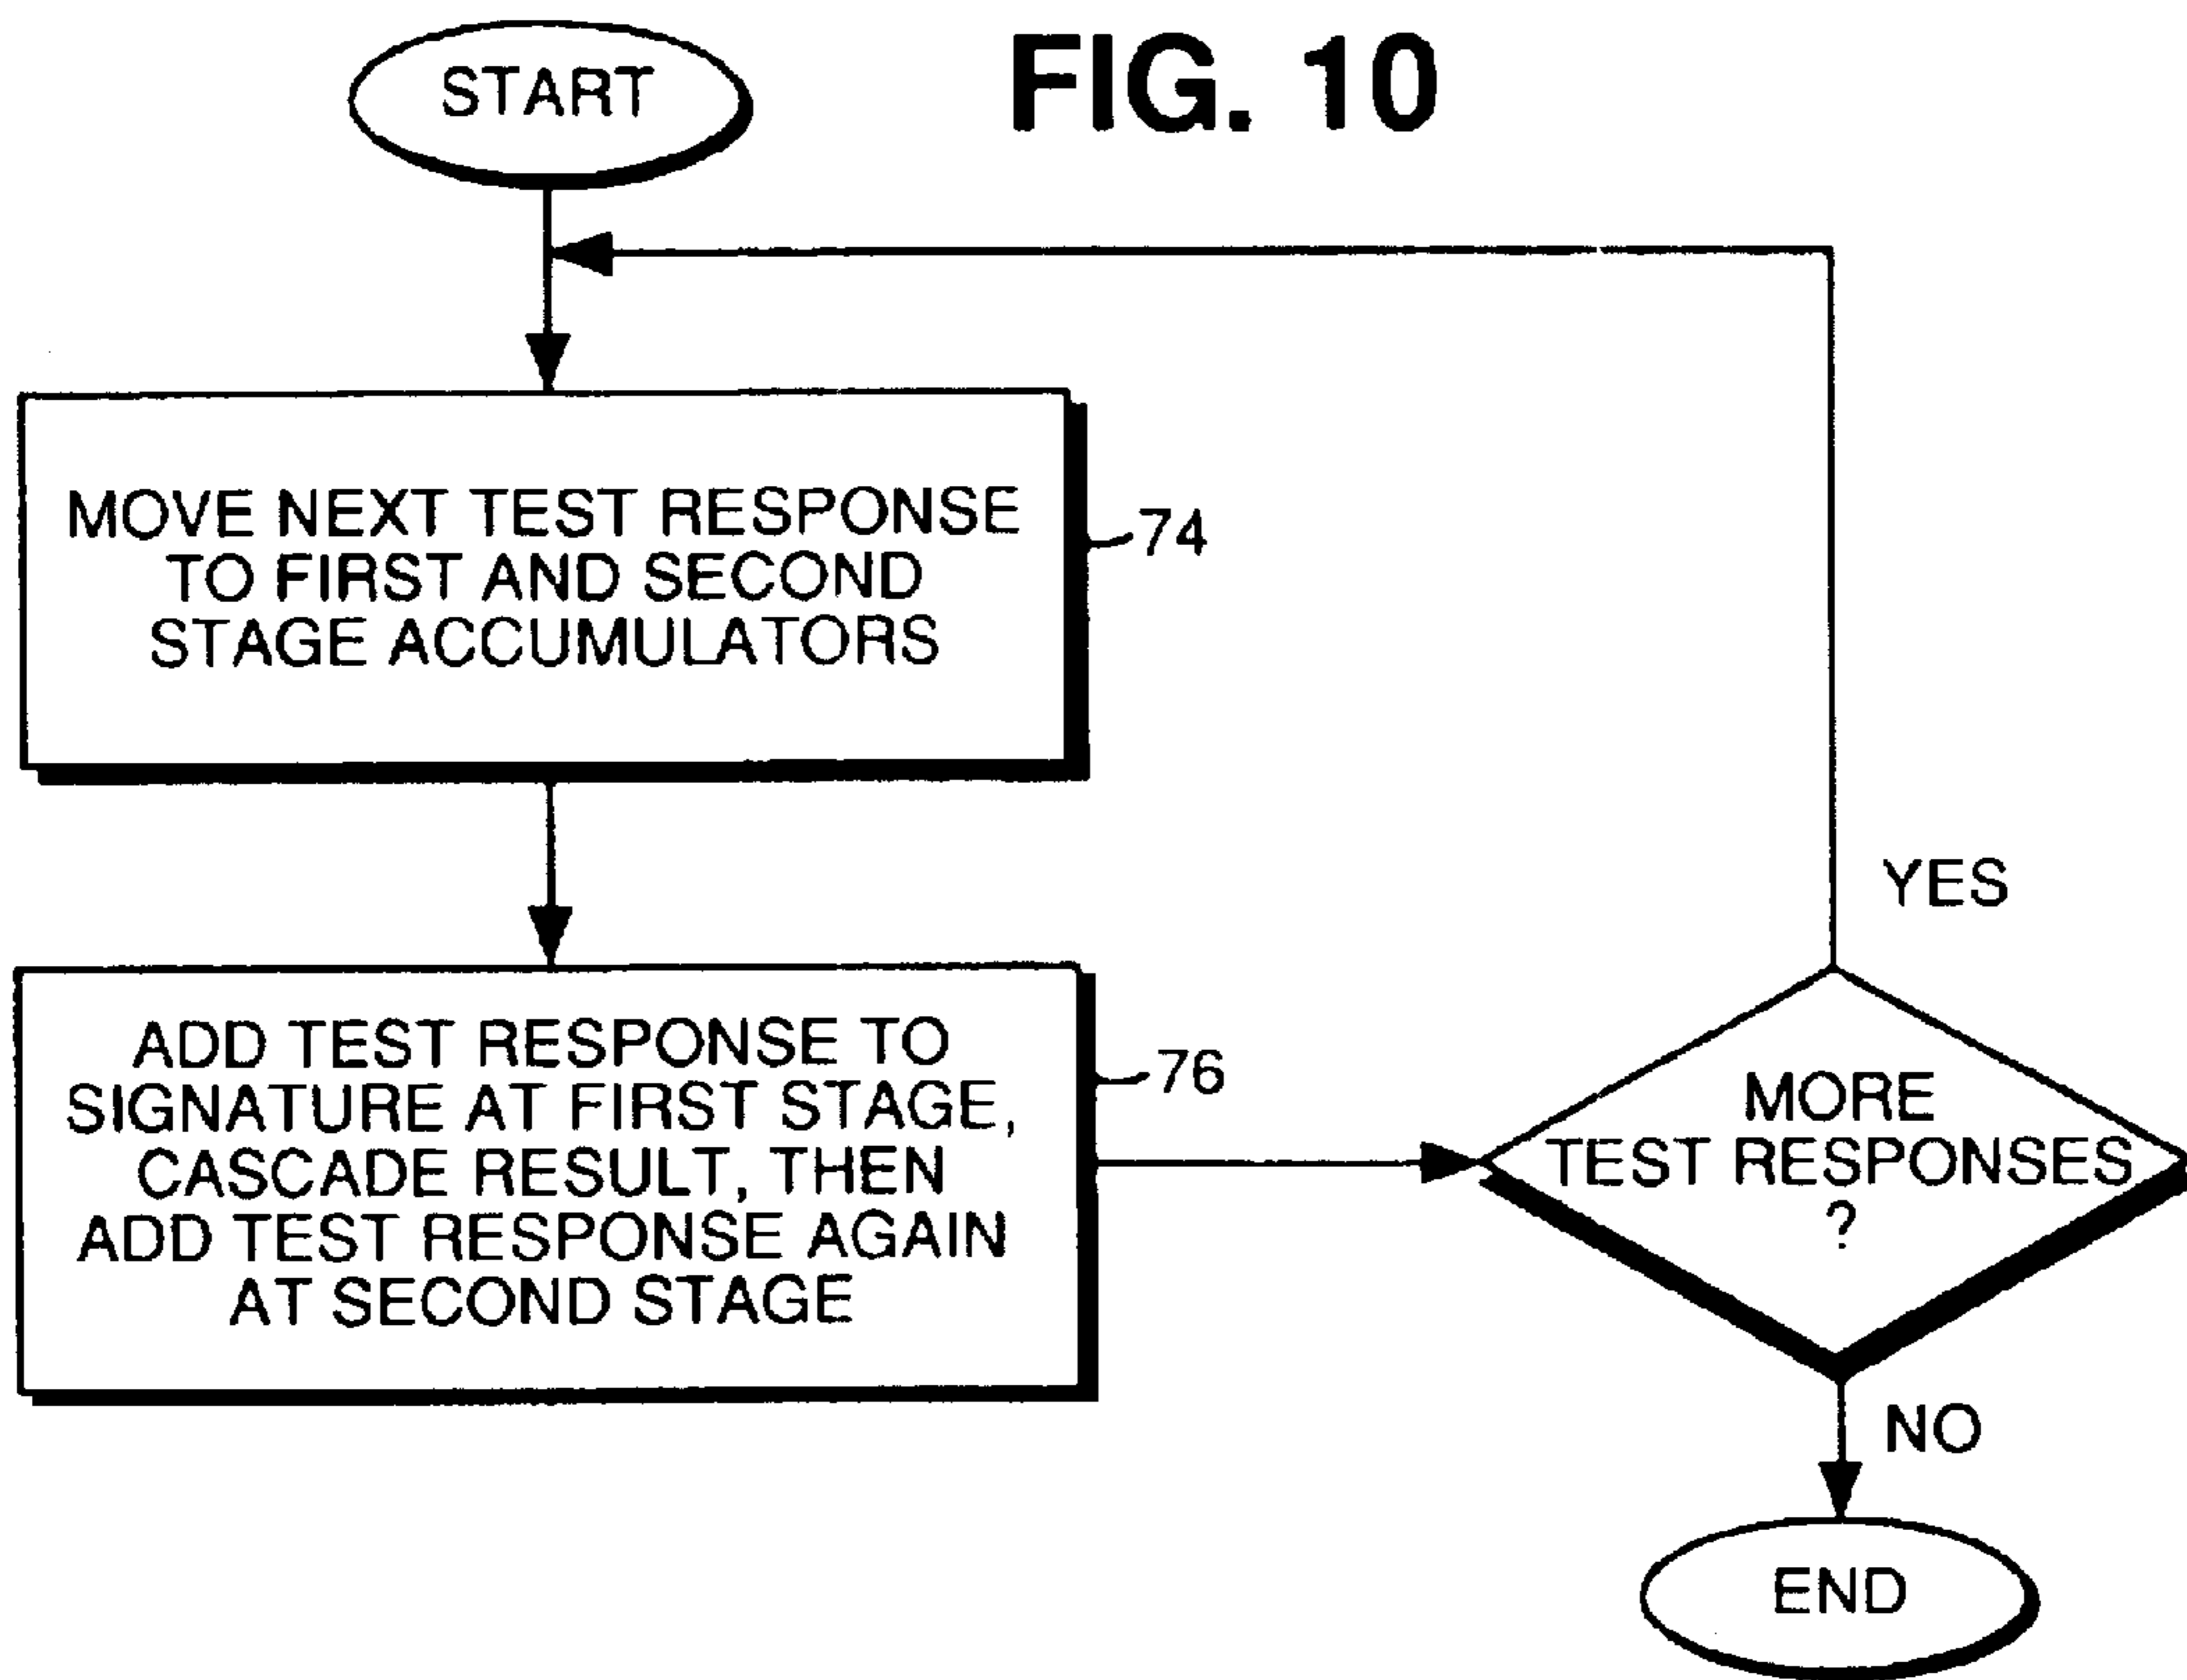 FIG. 10
START
MOVE NEXT TEST RESPONSE
TO FIRST AND SECOND
STAGE ACCUMULATORS
74
ADD TEST RESPONSE TO
SIGNATURE AT FIRST STAGE,
CASCADE RESULT, THEN
ADD TEST RESPONSE AGAIN
AT SECOND STAGE
76
YES
MORE
TEST RESPONSES
?
NO
END